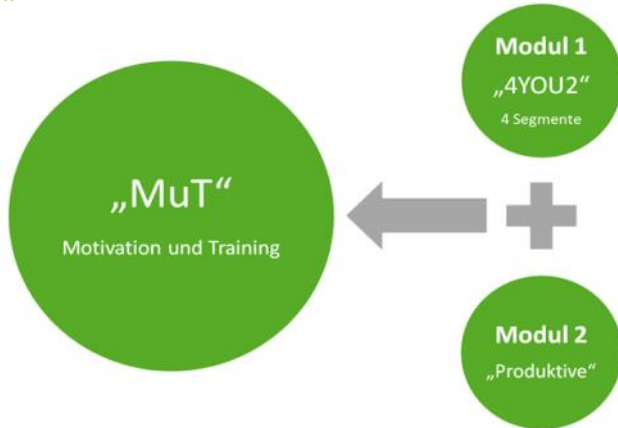 „MuT“
Motivation und Training
Modul 1
„4YOU2“
4 Segmente
Modul 2
„Produktive“